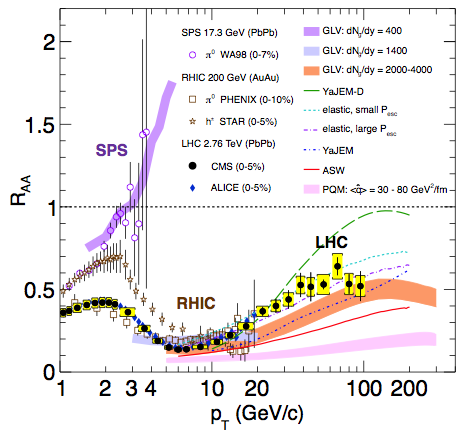 R_AA
2
1.5
1
0.5
0
SPS 17.3 GeV (PbPb)
π⁰ WA98 (0-7%)
RHIC 200 GeV (AuAu)
π⁰ PHENIX (0-10%)
h± STAR (0-5%)
LHC 2.76 TeV (PbPb)
CMS (0-5%)
ALICE (0-5%)
GLV: dN_g/dy = 400
GLV: dN_g/dy = 1400
GLV: dN_g/dy = 2000-4000
YaJEM-D
elastic, small P_esc
elastic, large P_esc
YaJEM
ASW
PQM: <q̂> = 30 - 80 GeV²/fm
SPS
LHC
RHIC
1 2 3 4 10 20 100 200
p_T (GeV/c)